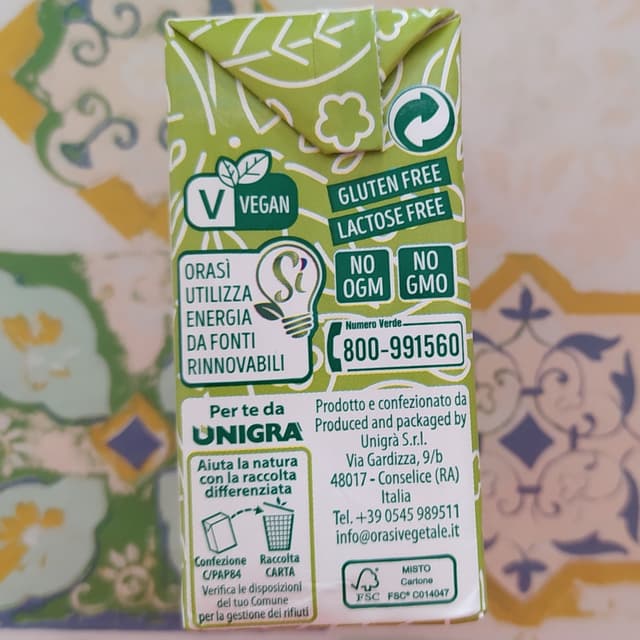 V VEGAN
GLUTEN FREE
LACTOSE FREE
ORASÌ
UTILIZZA
ENERGIA
DA FONTI
RINNOVABILI
Sì
NO
OGM
NO
GMO
Numero Verde
800-991560
Per te da
UNIGRÀ
Aiuta la natura
con la raccolta
differenziata
Confezione
C/PAP84
Raccolta
CARTA
Verifica le disposizioni
del tuo Comune
per la gestione dei rifiuti
Prodotto e confezionato da
Produced and packaged by
Unigrà S.r.l.
Via Gardizza, 9/b
48017 - Conselice (RA)
Italia
Tel. +39 0545 989511
info@orasivegetale.it
FSC
MISTO
Cartone
FSC® C014047